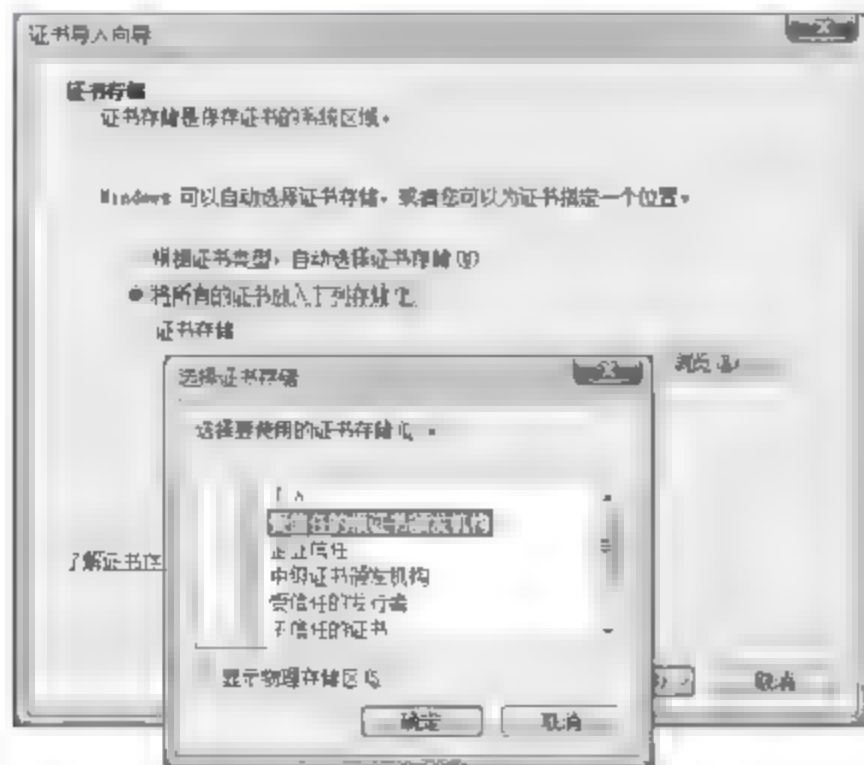 证书导入向导
证书存储
证书存储是保存证书的系统区域。
Windows 可以自动选择证书存储，或者您可以为证书指定一个位置。
根据证书类型，自动选择证书存储(U)
将所有的证书放入下列存储(P)
证书存储
浏览(R)
选择证书存储
选择要使用的证书存储(C)。
个人
受信任的根证书颁发机构
企业信任
中级证书颁发机构
受信任的发行者
不信任的证书
了解证书存
显示物理存储区(S)
取消
确定
取消